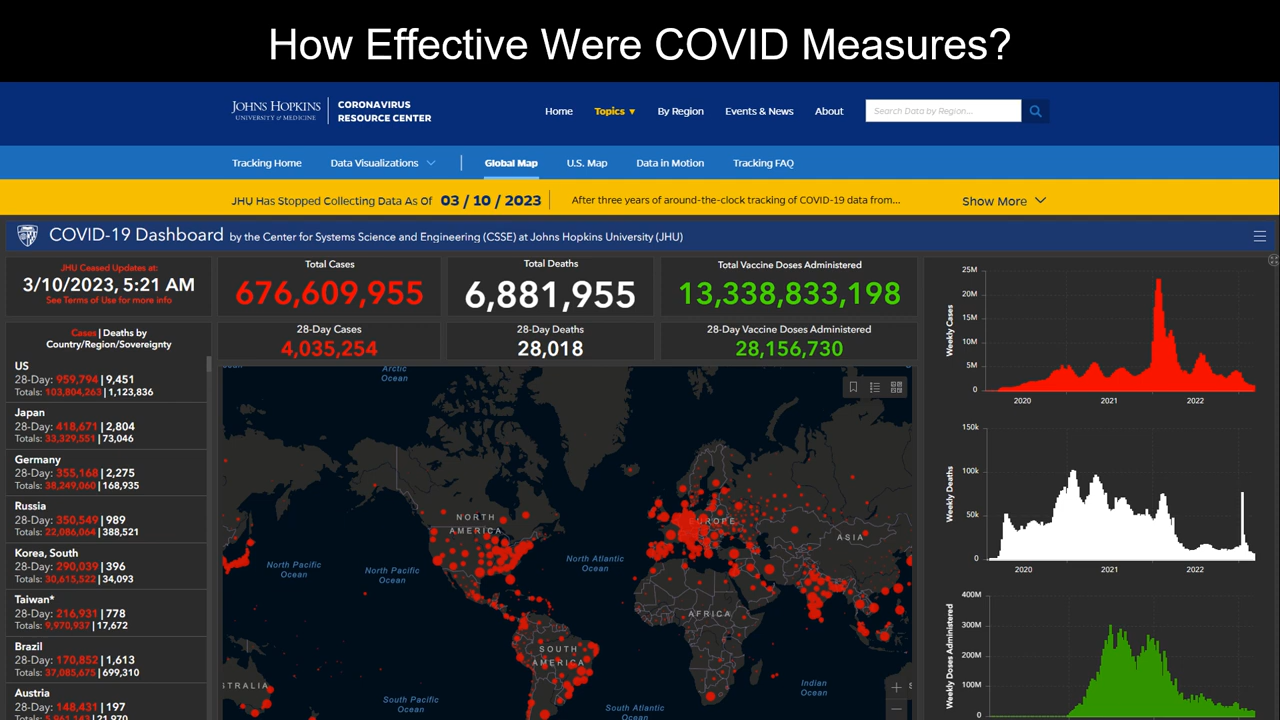 How Effective Were COVID Measures?
JOHNS HOPKINS
UNIVERSITY & MEDICINE
CORONAVIRUS
RESOURCE CENTER
Home
Topics ▼
By Region
Events & News
About
Search Data by Region...
Tracking Home
Data Visualizations
Global Map
U.S. Map
Data in Motion
Tracking FAQ
JHU Has Stopped Collecting Data As Of 03 / 10 / 2023
After three years of around-the-clock tracking of COVID-19 data from...
Show More
COVID-19 Dashboard by the Center for Systems Science and Engineering (CSSE) at Johns Hopkins University (JHU)
JHU Ceased Updates at:
3/10/2023, 5:21 AM
See Terms of Use for more info
Cases | Deaths by
Country/Region/Sovereignty
US
28-Day: 959,794 | 9,451
Totals: 103,804,263 | 1,123,836
Japan
28-Day: 418,671 | 2,804
Totals: 33,329,551 | 73,046
Germany
28-Day: 355,168 | 2,275
Totals: 38,249,060 | 168,935
Russia
28-Day: 350,549 | 989
Totals: 22,086,064 | 388,521
Korea, South
28-Day: 290,039 | 396
Totals: 30,615,522 | 34,093
Taiwan*
28-Day: 216,931 | 778
Totals: 9,970,937 | 17,672
Brazil
28-Day: 170,852 | 1,613
Totals: 37,085,675 | 699,310
Austria
28-Day: 148,431 | 197
Totals: 5,961,143 | 21,970
Total Cases
676,609,955
Total Deaths
6,881,955
Total Vaccine Doses Administered
13,338,833,198
28-Day Cases
4,035,254
28-Day Deaths
28,018
28-Day Vaccine Doses Administered
28,156,730
Arctic
Ocean
NORTH
AMERICA
EUROPE
ASIA
North Pacific
Ocean
North Pacific
Ocean
North Atlantic
Ocean
AFRICA
SOUTH
AMERICA
TRALIA
South Pacific
Ocean
South Atlantic
Ocean
Indian
Ocean
Weekly Cases
25M
20M
15M
10M
5M
0
2020
2021
2022
Weekly Deaths
150k
100k
50k
0
2020
2021
2022
Weekly Doses Administered
400M
300M
200M
100M
0